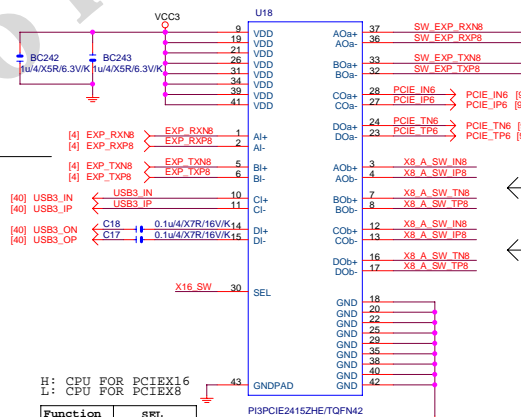 VCC3
U18
BC242
1u/4/X5R/6.3V/K
BC243
1u/4/X5R/6.3V/K
9 VDD
19 VDD
21 VDD
26 VDD
31 VDD
34 VDD
39 VDD
41 VDD
AOa+ 37 SW_EXP_RXN8
AOa- 36 SW_EXP_RXP8
BOa+ 33 SW_EXP_TXN8
BOa- 32 SW_EXP_TXP8
COa+ 28 PCIE_IN6 PCIE_IN6 [9
COa- 27 PCIE_IP6 PCIE_IP6 [9
DOa+ 24 PCIE_TN6 PCIE_TN6 [9
DOa- 23 PCIE_TP6 PCIE_TP6 [9
[4] EXP_RXN8 EXP_RXN8 1 AI+
[4] EXP_RXP8 EXP_RXP8 2 AI-
[4] EXP_TXN8 EXP_TXN8 5 BI+
[4] EXP_TXP8 EXP_TXP8 6 BI-
[40] USB3_IN USB3_IN 10 CI+
[40] USB3_IP USB3_IP 11 CI-
[40] USB3_ON C18 0.1u/4/X7R/16V/K 14 DI+
[40] USB3_OP C17 0.1u/4/X7R/16V/K 15 DI-
AOb+ 3 X8_A_SW_IN8
AOb- 4 X8_A_SW_IP8
BOb+ 7 X8_A_SW_TN8
BOb- 8 X8_A_SW_TP8
COb+ 12 X8_A_SW_IN8
COb- 13 X8_A_SW_IP8
DOb+ 16 X8_A_SW_TN8
DOb- 17 X8_A_SW_TP8
X16_SW 30 SEL
GND 18
GND 20
GND 22
GND 25
GND 29
GND 35
GND 38
GND 40
GND 42
43 GNDPAD
H: CPU FOR PCIEX16
L: CPU FOR PCIEX8
Function SEL
PI3PCIE2415ZHE/TQFN42